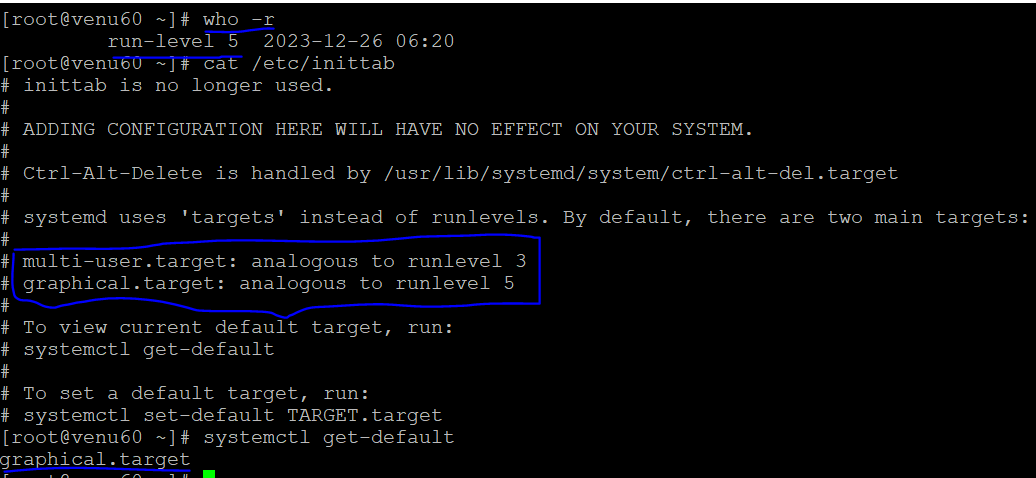 [root@venu60 ~]# who -r
         run-level 5  2023-12-26 06:20
[root@venu60 ~]# cat /etc/inittab
# inittab is no longer used.
#
# ADDING CONFIGURATION HERE WILL HAVE NO EFFECT ON YOUR SYSTEM.
#
# Ctrl-Alt-Delete is handled by /usr/lib/systemd/system/ctrl-alt-del.target
#
# systemd uses 'targets' instead of runlevels. By default, there are two main targets:
#
# multi-user.target: analogous to runlevel 3
# graphical.target: analogous to runlevel 5
#
# To view current default target, run:
# systemctl get-default
#
# To set a default target, run:
# systemctl set-default TARGET.target
[root@venu60 ~]# systemctl get-default
graphical.target
[root@venu60 ~]#